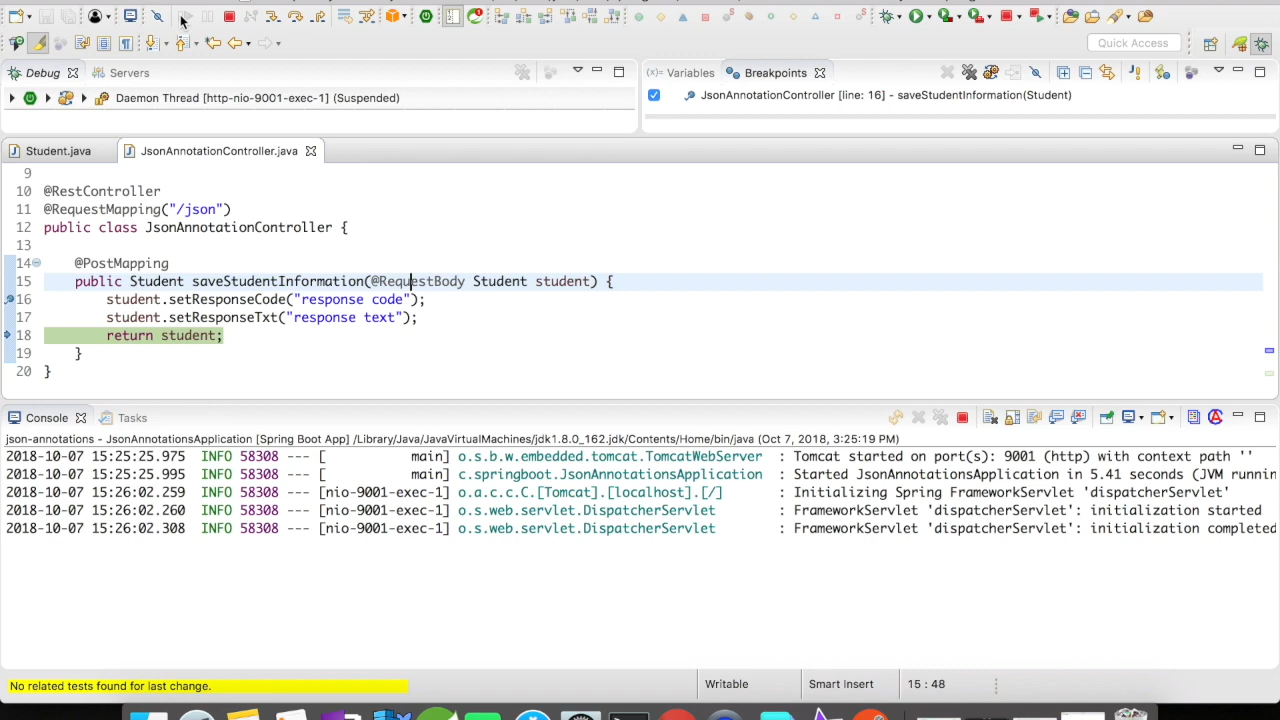 Quick Access
Debug
Servers
(x)= Variables
Breakpoints
Daemon Thread [http-nio-9001-exec-1] (Suspended)
JsonAnnotationController [line: 16] - saveStudentInformation(Student)
Student.java
JsonAnnotationController.java
9
10 @RestController
11 @RequestMapping("/json")
12 public class JsonAnnotationController {
13
14 @PostMapping
15 public Student saveStudentInformation(@RequestBody Student student) {
16 student.setResponseCode("response code");
17 student.setResponseTxt("response text");
18 return student;
19 }
20 }
Console
Tasks
json-annotations - JsonAnnotationsApplication [Spring Boot App] /Library/Java/JavaVirtualMachines/jdk1.8.0_162.jdk/Contents/Home/bin/java (Oct 7, 2018, 3:25:19 PM)
2018-10-07 15:25:25.975 INFO 58308 --- [ main] o.s.b.w.embedded.tomcat.TomcatWebServer : Tomcat started on port(s): 9001 (http) with context path ''
2018-10-07 15:25:25.995 INFO 58308 --- [ main] c.springboot.JsonAnnotationsApplication : Started JsonAnnotationsApplication in 5.41 seconds (JVM runnin
2018-10-07 15:26:02.259 INFO 58308 --- [nio-9001-exec-1] o.a.c.c.C.[Tomcat].[localhost].[/] : Initializing Spring FrameworkServlet 'dispatcherServlet'
2018-10-07 15:26:02.260 INFO 58308 --- [nio-9001-exec-1] o.s.web.servlet.DispatcherServlet : FrameworkServlet 'dispatcherServlet': initialization started
2018-10-07 15:26:02.308 INFO 58308 --- [nio-9001-exec-1] o.s.web.servlet.DispatcherServlet : FrameworkServlet 'dispatcherServlet': initialization completed
No related tests found for last change.
Writable
Smart Insert
15 : 48